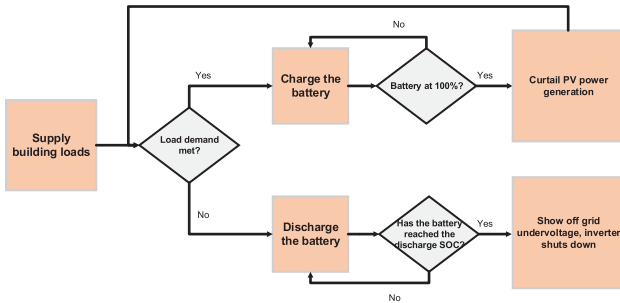 No
Yes
Charge the
battery
Battery at 100%?
Yes
Curtail PV power
generation
Supply
building loads
Load demand
met?
No
Discharge
the battery
Has the battery
reached the
discharge SOC?
Yes
Show off grid
undervoltage, inverter
shuts down
No